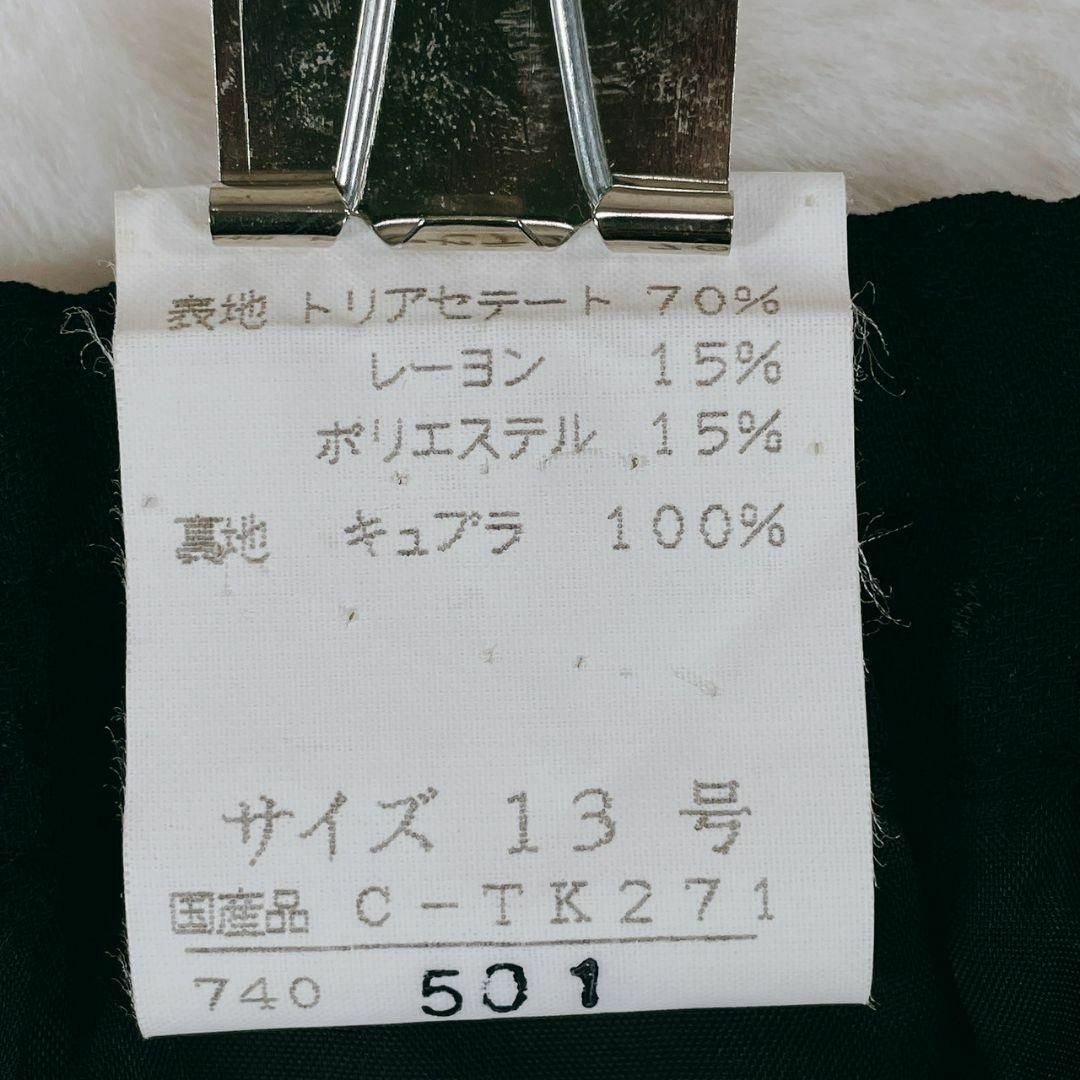 表地 トリアセテート 70%
レーヨン 15%
ポリエステル 15%
裏地 キュプラ 100%
サイズ 13 号
国産品 C-TK271
740 501